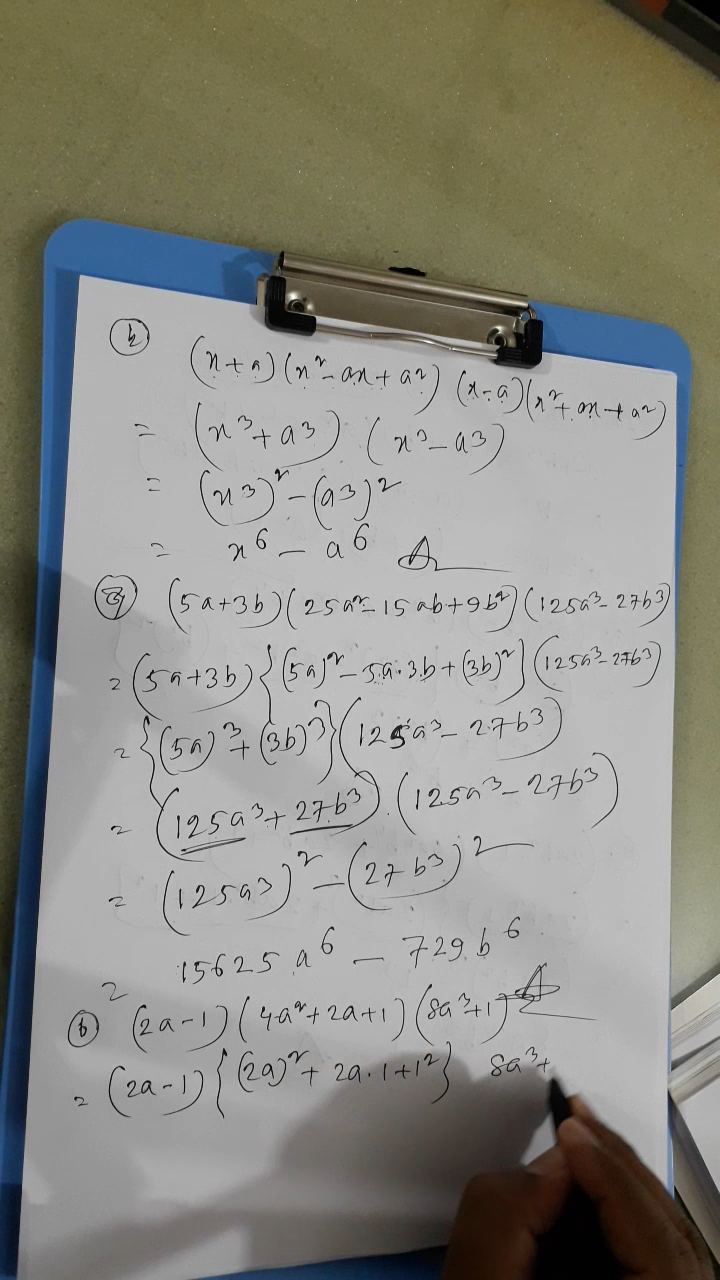 (h) (x+a)(x²-ax+a²) (x-a)(x²+ax+a²)
= (x³+a³) (x³-a³)
= (x³)²-(a³)²
= x⁶-a⁶
(5a+3b)(25a²-15ab+9b²)(125a³-27b³)
= (5a+3b){(5a)²-5a·3b+(3b)²}(125a³-27b³)
= {(5a)³+(3b)³}(125a³-27b³)
= (125a³+27b³)·(125a³-27b³)
= (125a³)²-(27b³)²
= 15625a⁶-729b⁶
(b) (2a-1)(4a²+2a+1)(8a³+1)
= (2a-1){(2a)²+2a·1+1²} 8a³+